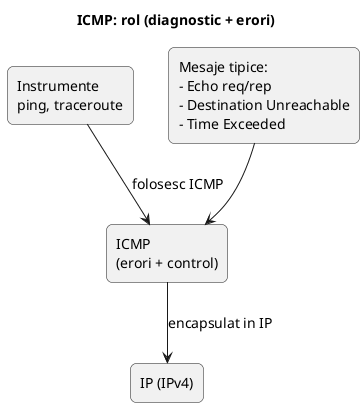 ICMP: rol (diagnostic + erori)
Instrumente
ping, traceroute
Mesaje tipice:
- Echo req/rep
- Destination Unreachable
- Time Exceeded
folosesc ICMP
ICMP
(erori + control)
encapsulat in IP
IP (IPv4)